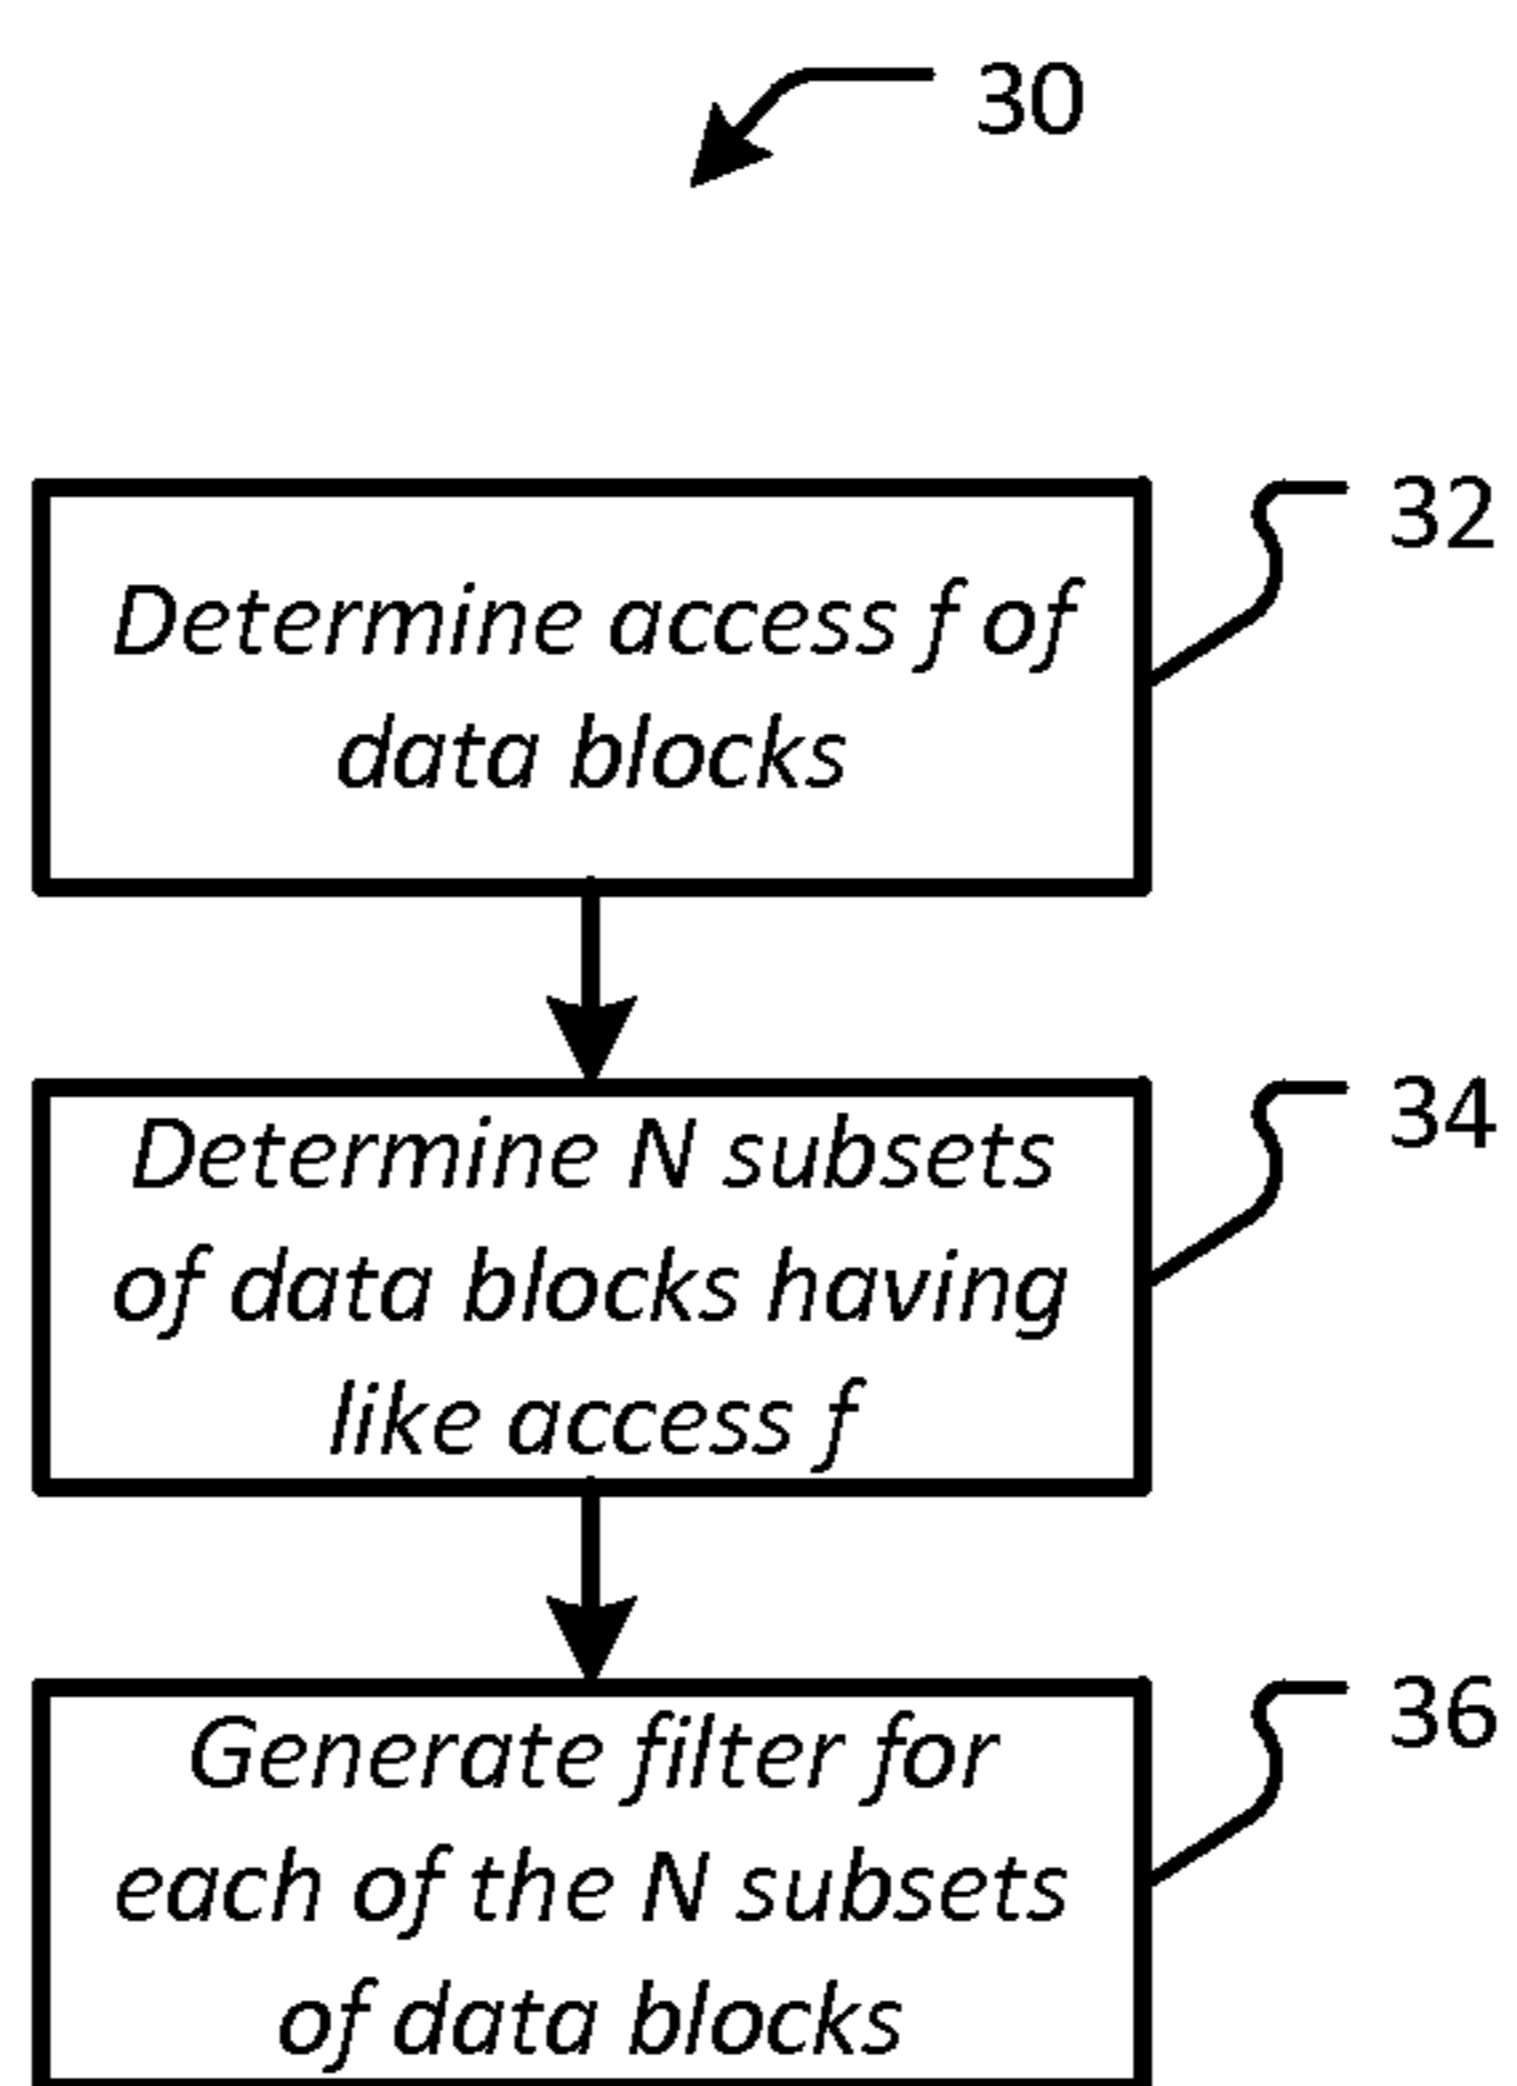 30
32
Determine access f of
data blocks
34
Determine N subsets
of data blocks having
like access f
36
Generate filter for
each of the N subsets
of data blocks